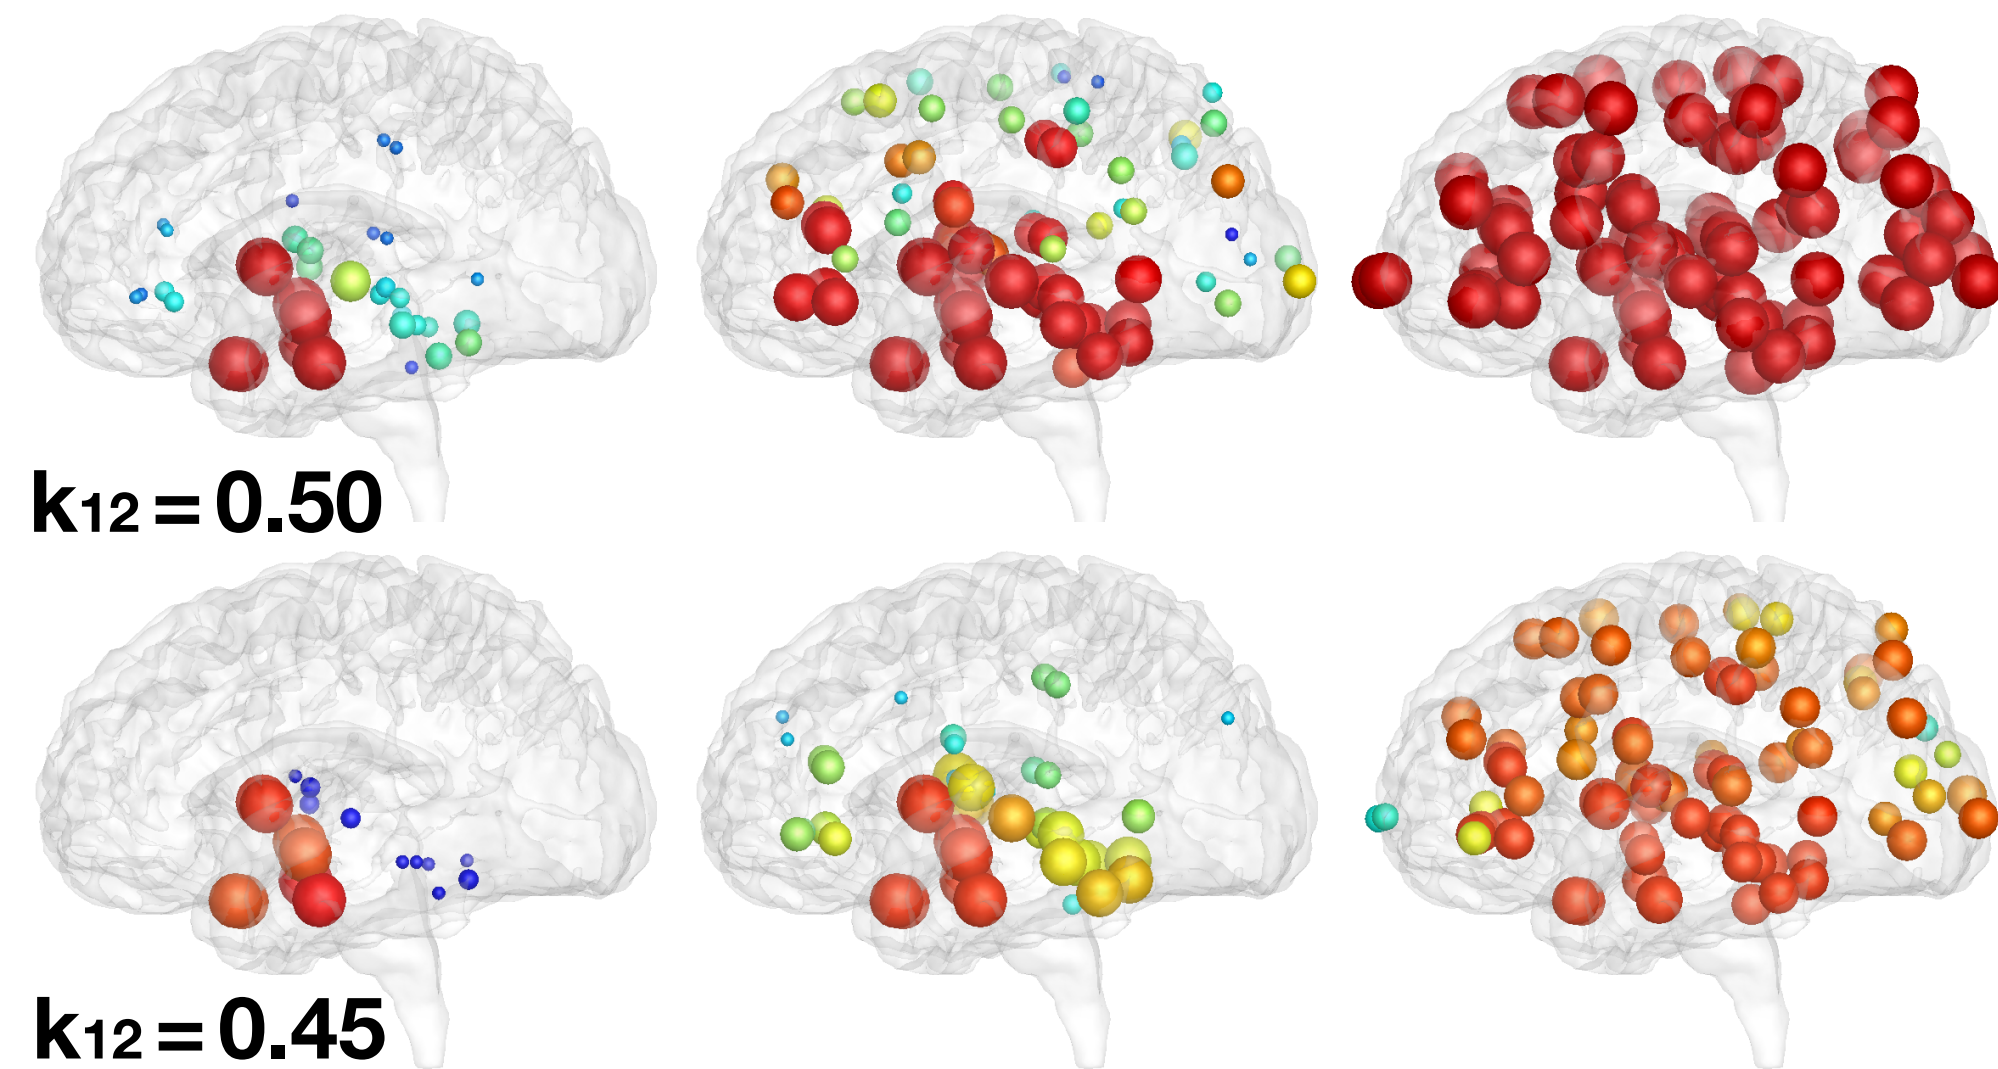 k₁₂ = 0.50
k₁₂ = 0.45